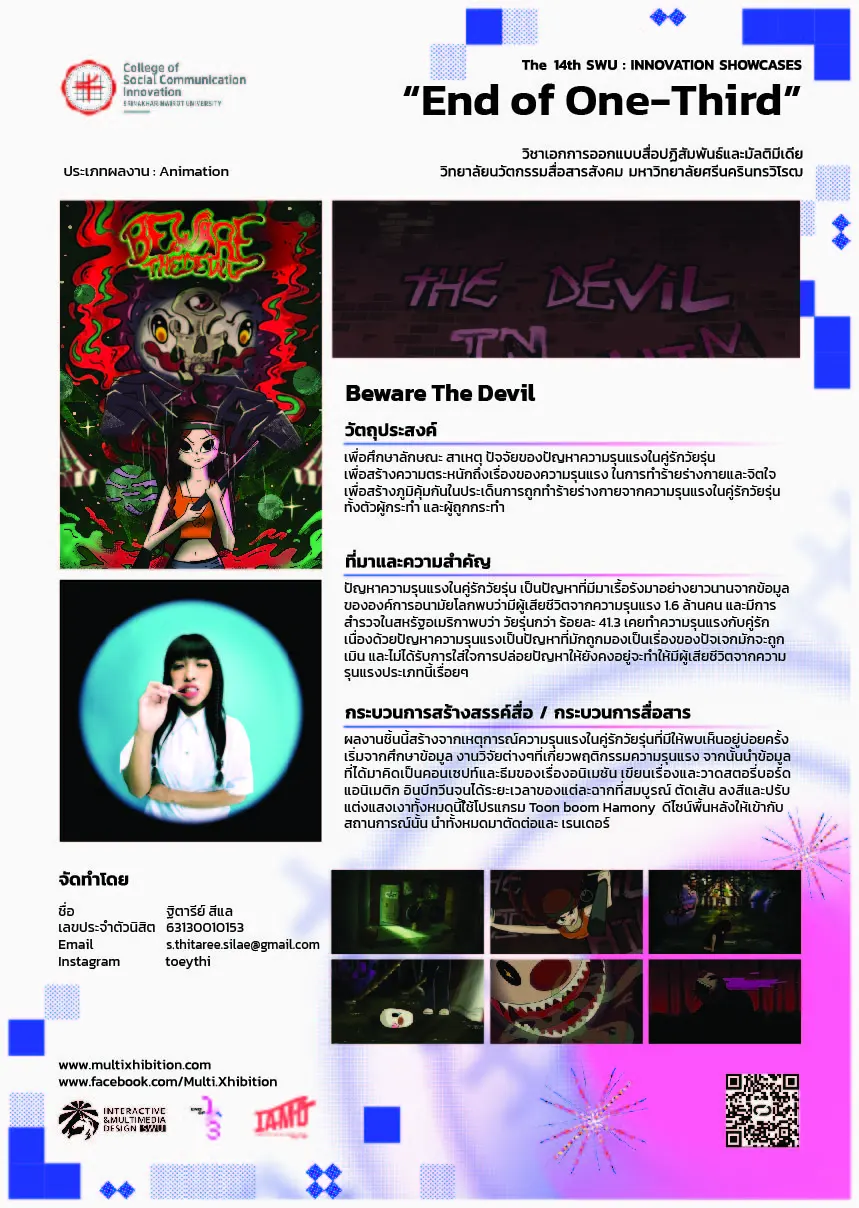 College of
Social Communication
Innovation
SRINAKHARINWIROT UNIVERSITY
The 14th SWU : INNOVATION SHOWCASES
“End of One-Third”
วิชาเอกการออกแบบสื่อปฏิสัมพันธ์และมัลติมีเดีย
วิทยาลัยนวัตกรรมสื่อสารสังคม มหาวิทยาลัยศรีนครินทรวิโรฒ
ประเภทผลงาน : Animation
BEWARE
THE DEVIL
THE DEVIL
IN
Beware The Devil
วัตถุประสงค์
เพื่อศึกษาลักษณะ สาเหตุ ปัจจัยของปัญหาความรุนแรงในคู่รักวัยรุ่น
เพื่อสร้างความตระหนักถึงเรื่องของความรุนแรง ในการทำร้ายร่างกายและจิตใจ
เพื่อสร้างภูมิคุ้มกันในประเด็นการถูกทำร้ายร่างกายจากความรุนแรงในคู่รักวัยรุ่น
ทั้งตัวผู้กระทำ และผู้ถูกกระทำ
ที่มาและความสำคัญ
ปัญหาความรุนแรงในคู่รักวัยรุ่น เป็นปัญหาที่มีมาเรื้อรังมาอย่างยาวนานจากข้อมูล
ขององค์การอนามัยโลกพบว่ามีผู้เสียชีวิตจากความรุนแรง 1.6 ล้านคน และมีการ
สำรวจในสหรัฐอเมริกาพบว่า วัยรุ่นกว่า ร้อยละ 41.3 เคยทำความรุนแรงกับคู่รัก
เนื่องด้วยปัญหาความรุนแรงเป็นปัญหาที่มักถูกมองเป็นเรื่องของปัจเจกมักจะถูก
เมิน และไม่ได้รับการใส่ใจการปล่อยปัญหาให้ยังคงอยู่จะทำให้มีผู้เสียชีวิตจากความ
รุนแรงประเภทนี้เรื่อยๆ
กระบวนการสร้างสรรค์สื่อ / กระบวนการสื่อสาร
ผลงานชิ้นนี้สร้างจากเหตุการณ์ความรุนแรงในคู่รักวัยรุ่นที่มีให้พบเห็นอยู่บ่อยครั้ง
เริ่มจากศึกษาข้อมูล งานวิจัยต่างๆที่เกี่ยวพฤติกรรมความรุนแรง จากนั้นนำข้อมูล
ที่ได้มาคิดเป็นคอนเซปท์และธีมของเรื่องอนิเมชัน เขียนเรื่องและวาดสตอรี่บอร์ด
แอนิเมติก อินบีทวีนจนได้ระยะเวลาของแต่ละฉากที่สมบูรณ์ ตัดเส้น ลงสีและปรับ
แต่งแสงเงาทั้งหมดนี้ใช้โปรแกรม Toon boom Hamony ดีไซน์พื้นหลังให้เข้ากับ
สถานการณ์นั้น นำทั้งหมดมาตัดต่อและ เรนเดอร์
จัดทำโดย
ชื่อ ฐิตารีย์ สีแล
เลขประจำตัวนิสิต 63130010153
Email s.thitaree.silae@gmail.com
Instagram toeythi
www.multixhibition.com
www.facebook.com/Multi.Xhibition
INTERACTIVE
&MULTIMEDIA
DESIGN SWU
IAMD